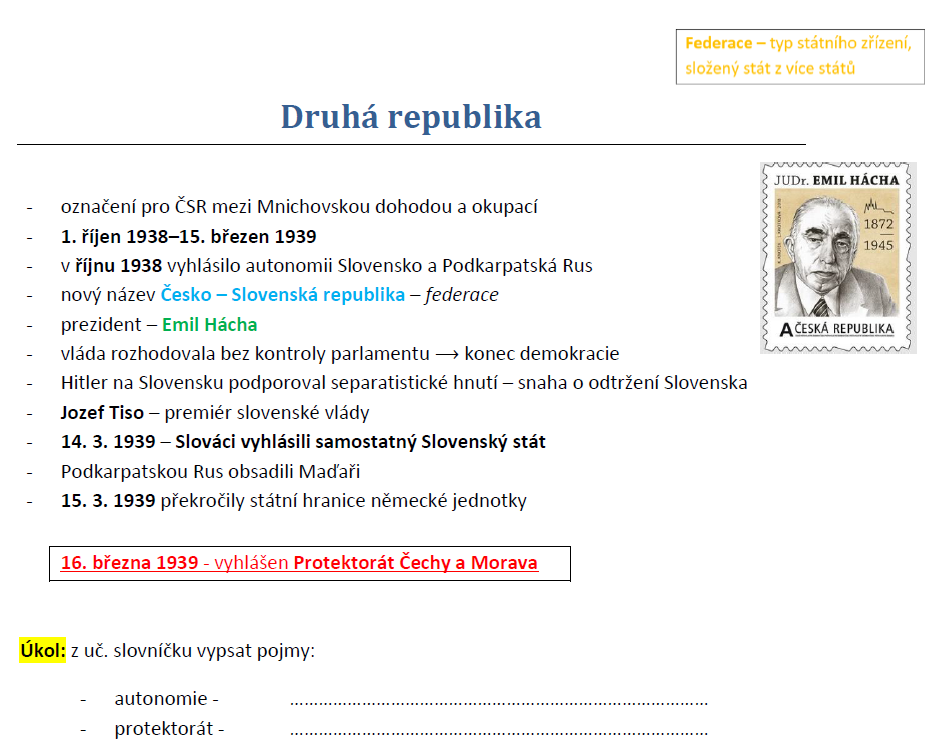 Federace – typ státního zřízení,
složený stát z více států
Druhá republika
- označení pro ČSR mezi Mnichovskou dohodou a okupací
- 1. říjen 1938–15. březen 1939
- v říjnu 1938 vyhlásilo autonomii Slovensko a Podkarpatská Rus
- nový název Česko – Slovenská republika – federace
- prezident – Emil Hácha
- vláda rozhodovala bez kontroly parlamentu ⟶ konec demokracie
- Hitler na Slovensku podporoval separatistické hnutí – snaha o odtržení Slovenska
- Jozef Tiso – premiér slovenské vlády
- 14. 3. 1939 – Slováci vyhlásili samostatný Slovenský stát
- Podkarpatskou Rus obsadili Maďaři
- 15. 3. 1939 překročily státní hranice německé jednotky
JUDr. EMIL HÁCHA
1872
1945
A ČESKÁ REPUBLIKA
16. března 1939 - vyhlášen Protektorát Čechy a Morava
Úkol: z uč. slovníčku vypsat pojmy:
- autonomie - ……………………………………………………………………………
- protektorát - ……………………………………………………………………………